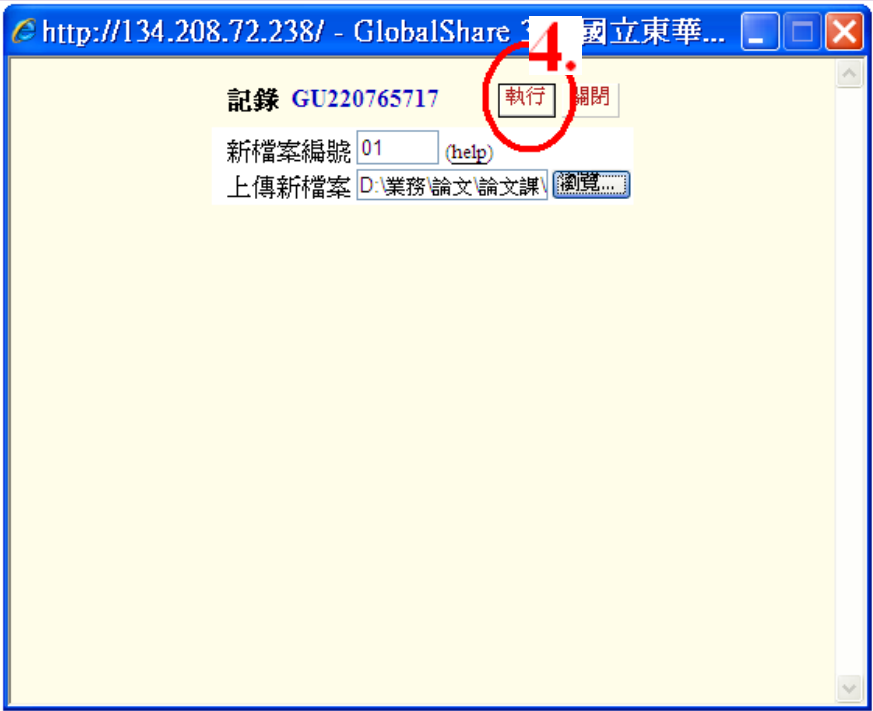 http://134.208.72.238/ - GlobalShare 國立東華...
4.
記錄 GU220765717 執行 關閉
新檔案編號 01 (help)
上傳新檔案 D:\業務\論文\論文課\ 瀏覽...